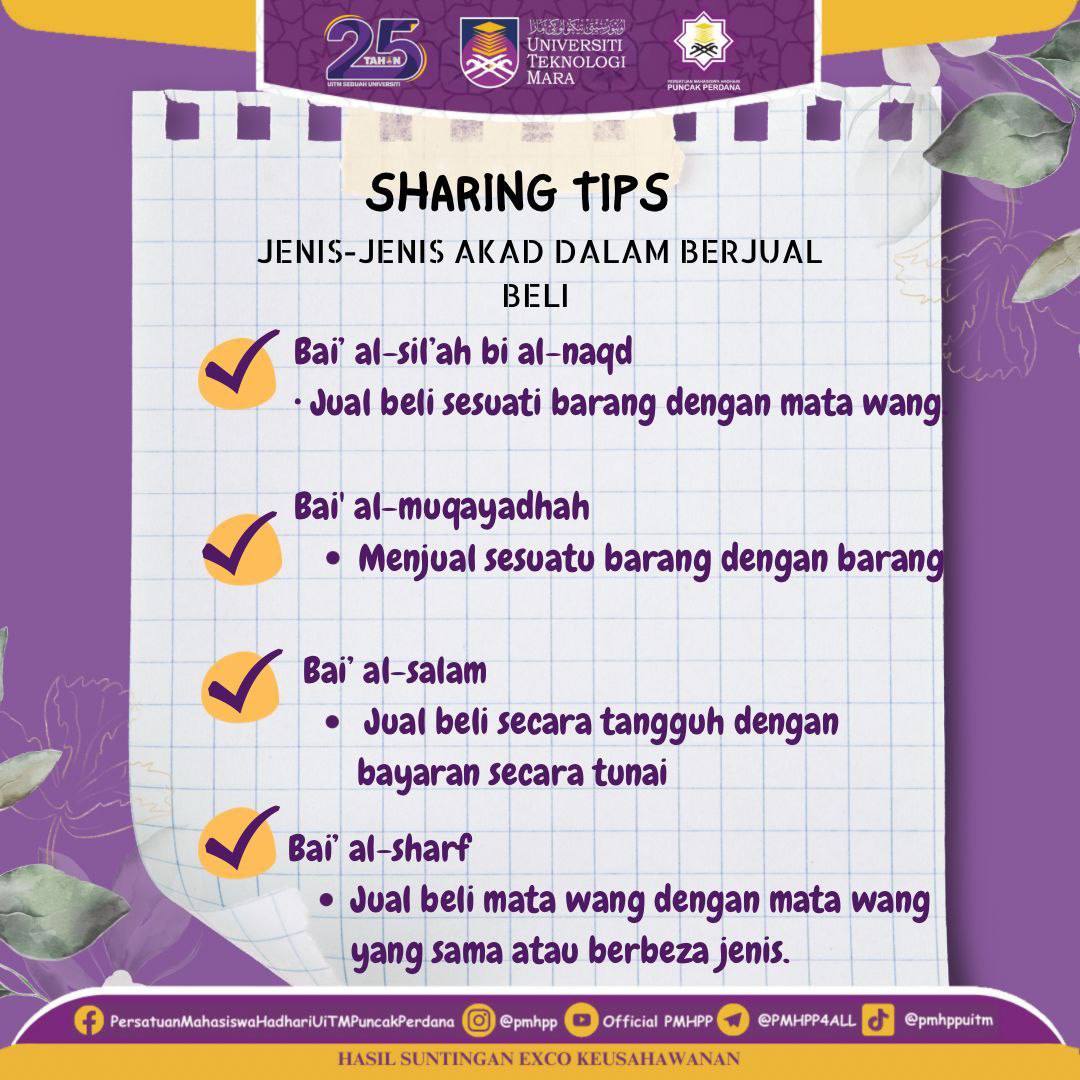 25
TAHUN
UiTM SEBUAH UNIVERSITI
UNIVERSITI
TEKNOLOGI
MARA
PERSATUAN MAHASISWA HADHARI
PUNCAK PERDANA
SHARING TIPS
JENIS-JENIS AKAD DALAM BERJUAL
BELI
Bai’ al-sil’ah bi al-naqd
· Jual beli sesuati barang dengan mata wang.
Bai' al-muqayadhah
• Menjual sesuatu barang dengan barang
Bai’ al-salam
• Jual beli secara tangguh dengan
bayaran secara tunai
Bai’ al-sharf
• Jual beli mata wang dengan mata wang
yang sama atau berbeza jenis.
PersatuanMahasiswaHadhariUiTMPuncakPerdana @pmhpp Official PMHPP @PMHPP4ALL @pmhppuitm
HASIL SUNTINGAN EXCO KEUSAHAWANAN